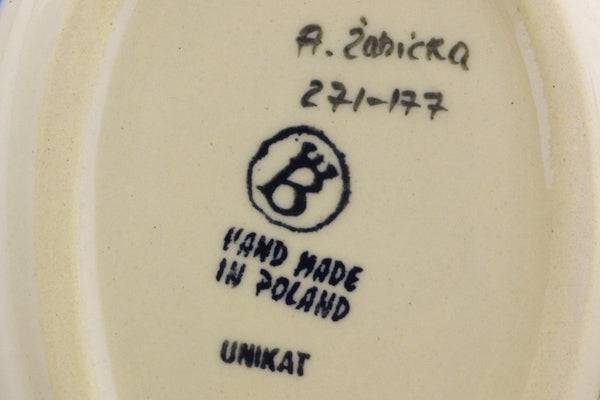 A. Żabicka
271-177
B
HAND MADE
IN POLAND
UNIKAT